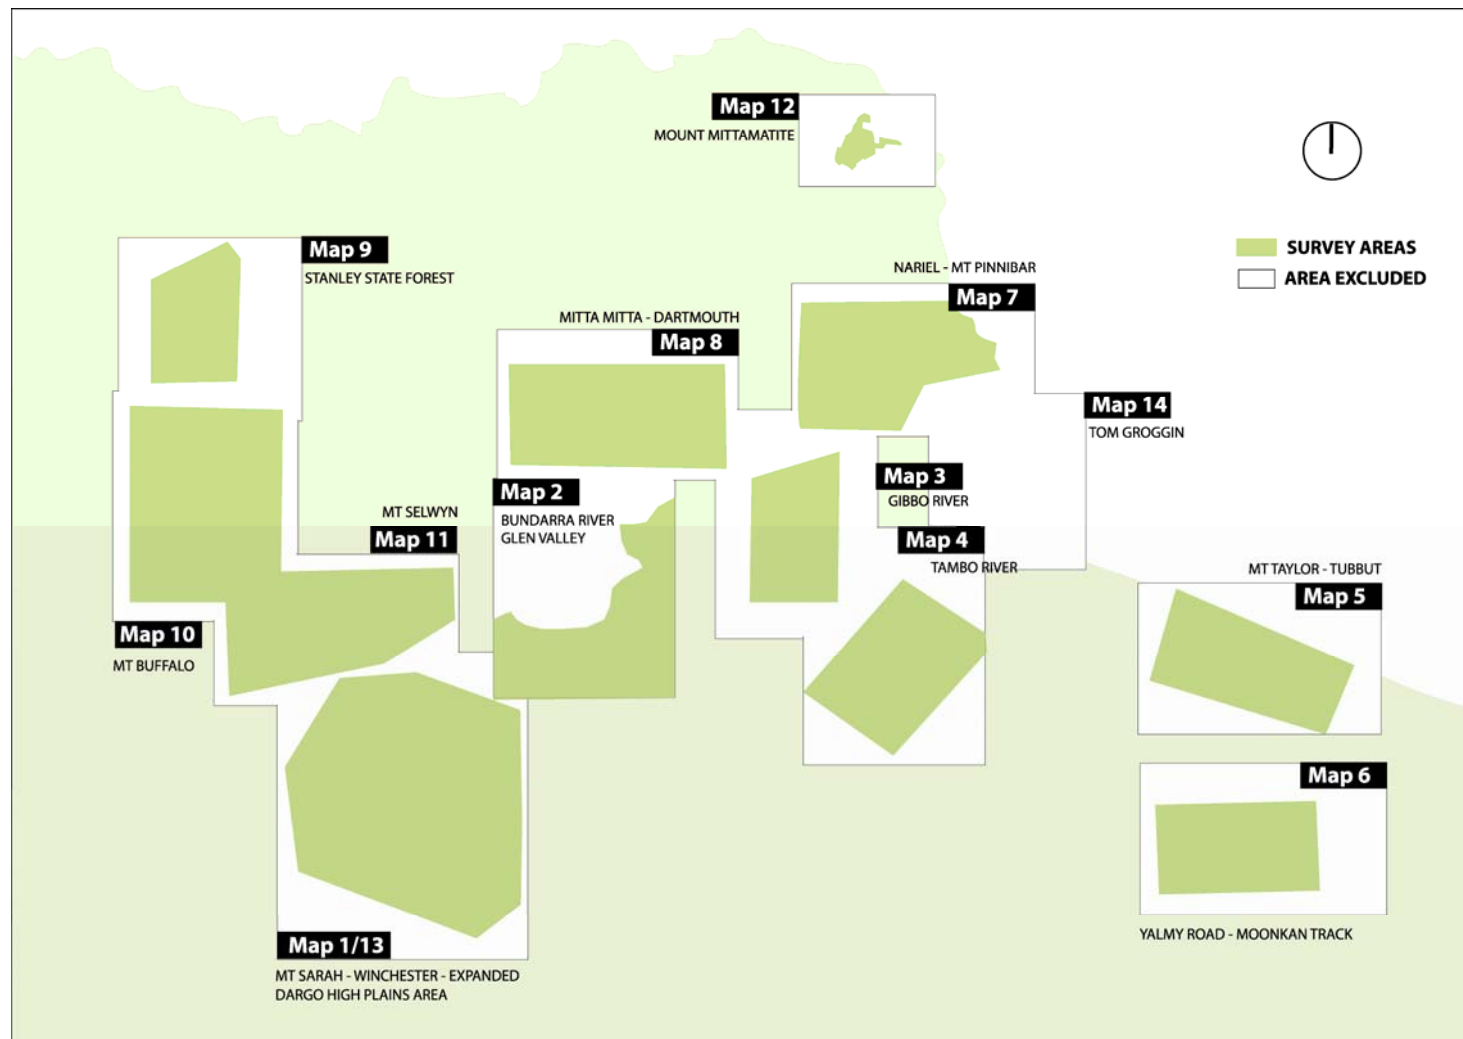 Map 12
MOUNT MITTAMATITE
Map 9
STANLEY STATE FOREST
SURVEY AREAS
AREA EXCLUDED
NARIEL - MT PINNIBAR
Map 7
MITTA MITTA - DARTMOUTH
Map 8
Map 14
TOM GROGGIN
Map 3
GIBBO RIVER
Map 2
BUNDARRA RIVER
GLEN VALLEY
MT SELWYN
Map 11
Map 4
TAMBO RIVER
MT TAYLOR - TUBBUT
Map 5
Map 10
MT BUFFALO
Map 6
YALMY ROAD - MOONKAN TRACK
Map 1/13
MT SARAH - WINCHESTER - EXPANDED
DARGO HIGH PLAINS AREA